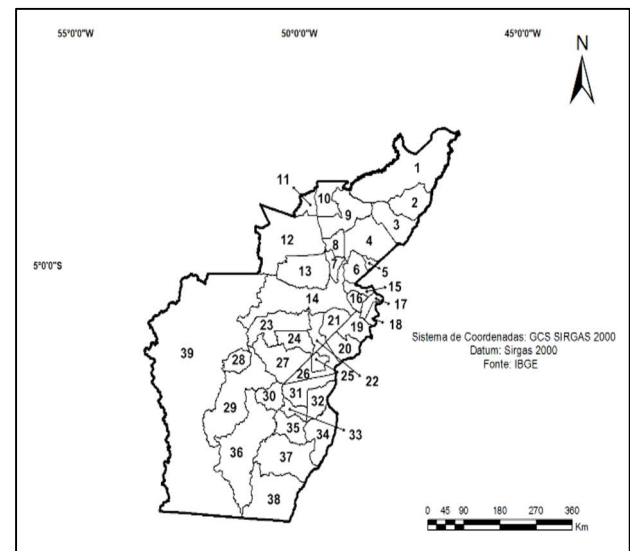 55°0'0"W 50°0'0"W 45°0'0"W
N
1
11 10 2
9 3
12 8 4
5°0'0"S
13 7 6 5
15
14 16 17
18
23 21 19
Sistema de Coordenadas: GCS SIRGAS 2000
Datum: Sirgas 2000
Fonte: IBGE
39 24 20
28 27 26 25 22
29 30 31 32
33
36 35 34
37
38
0 45 90 180 270 360
Km